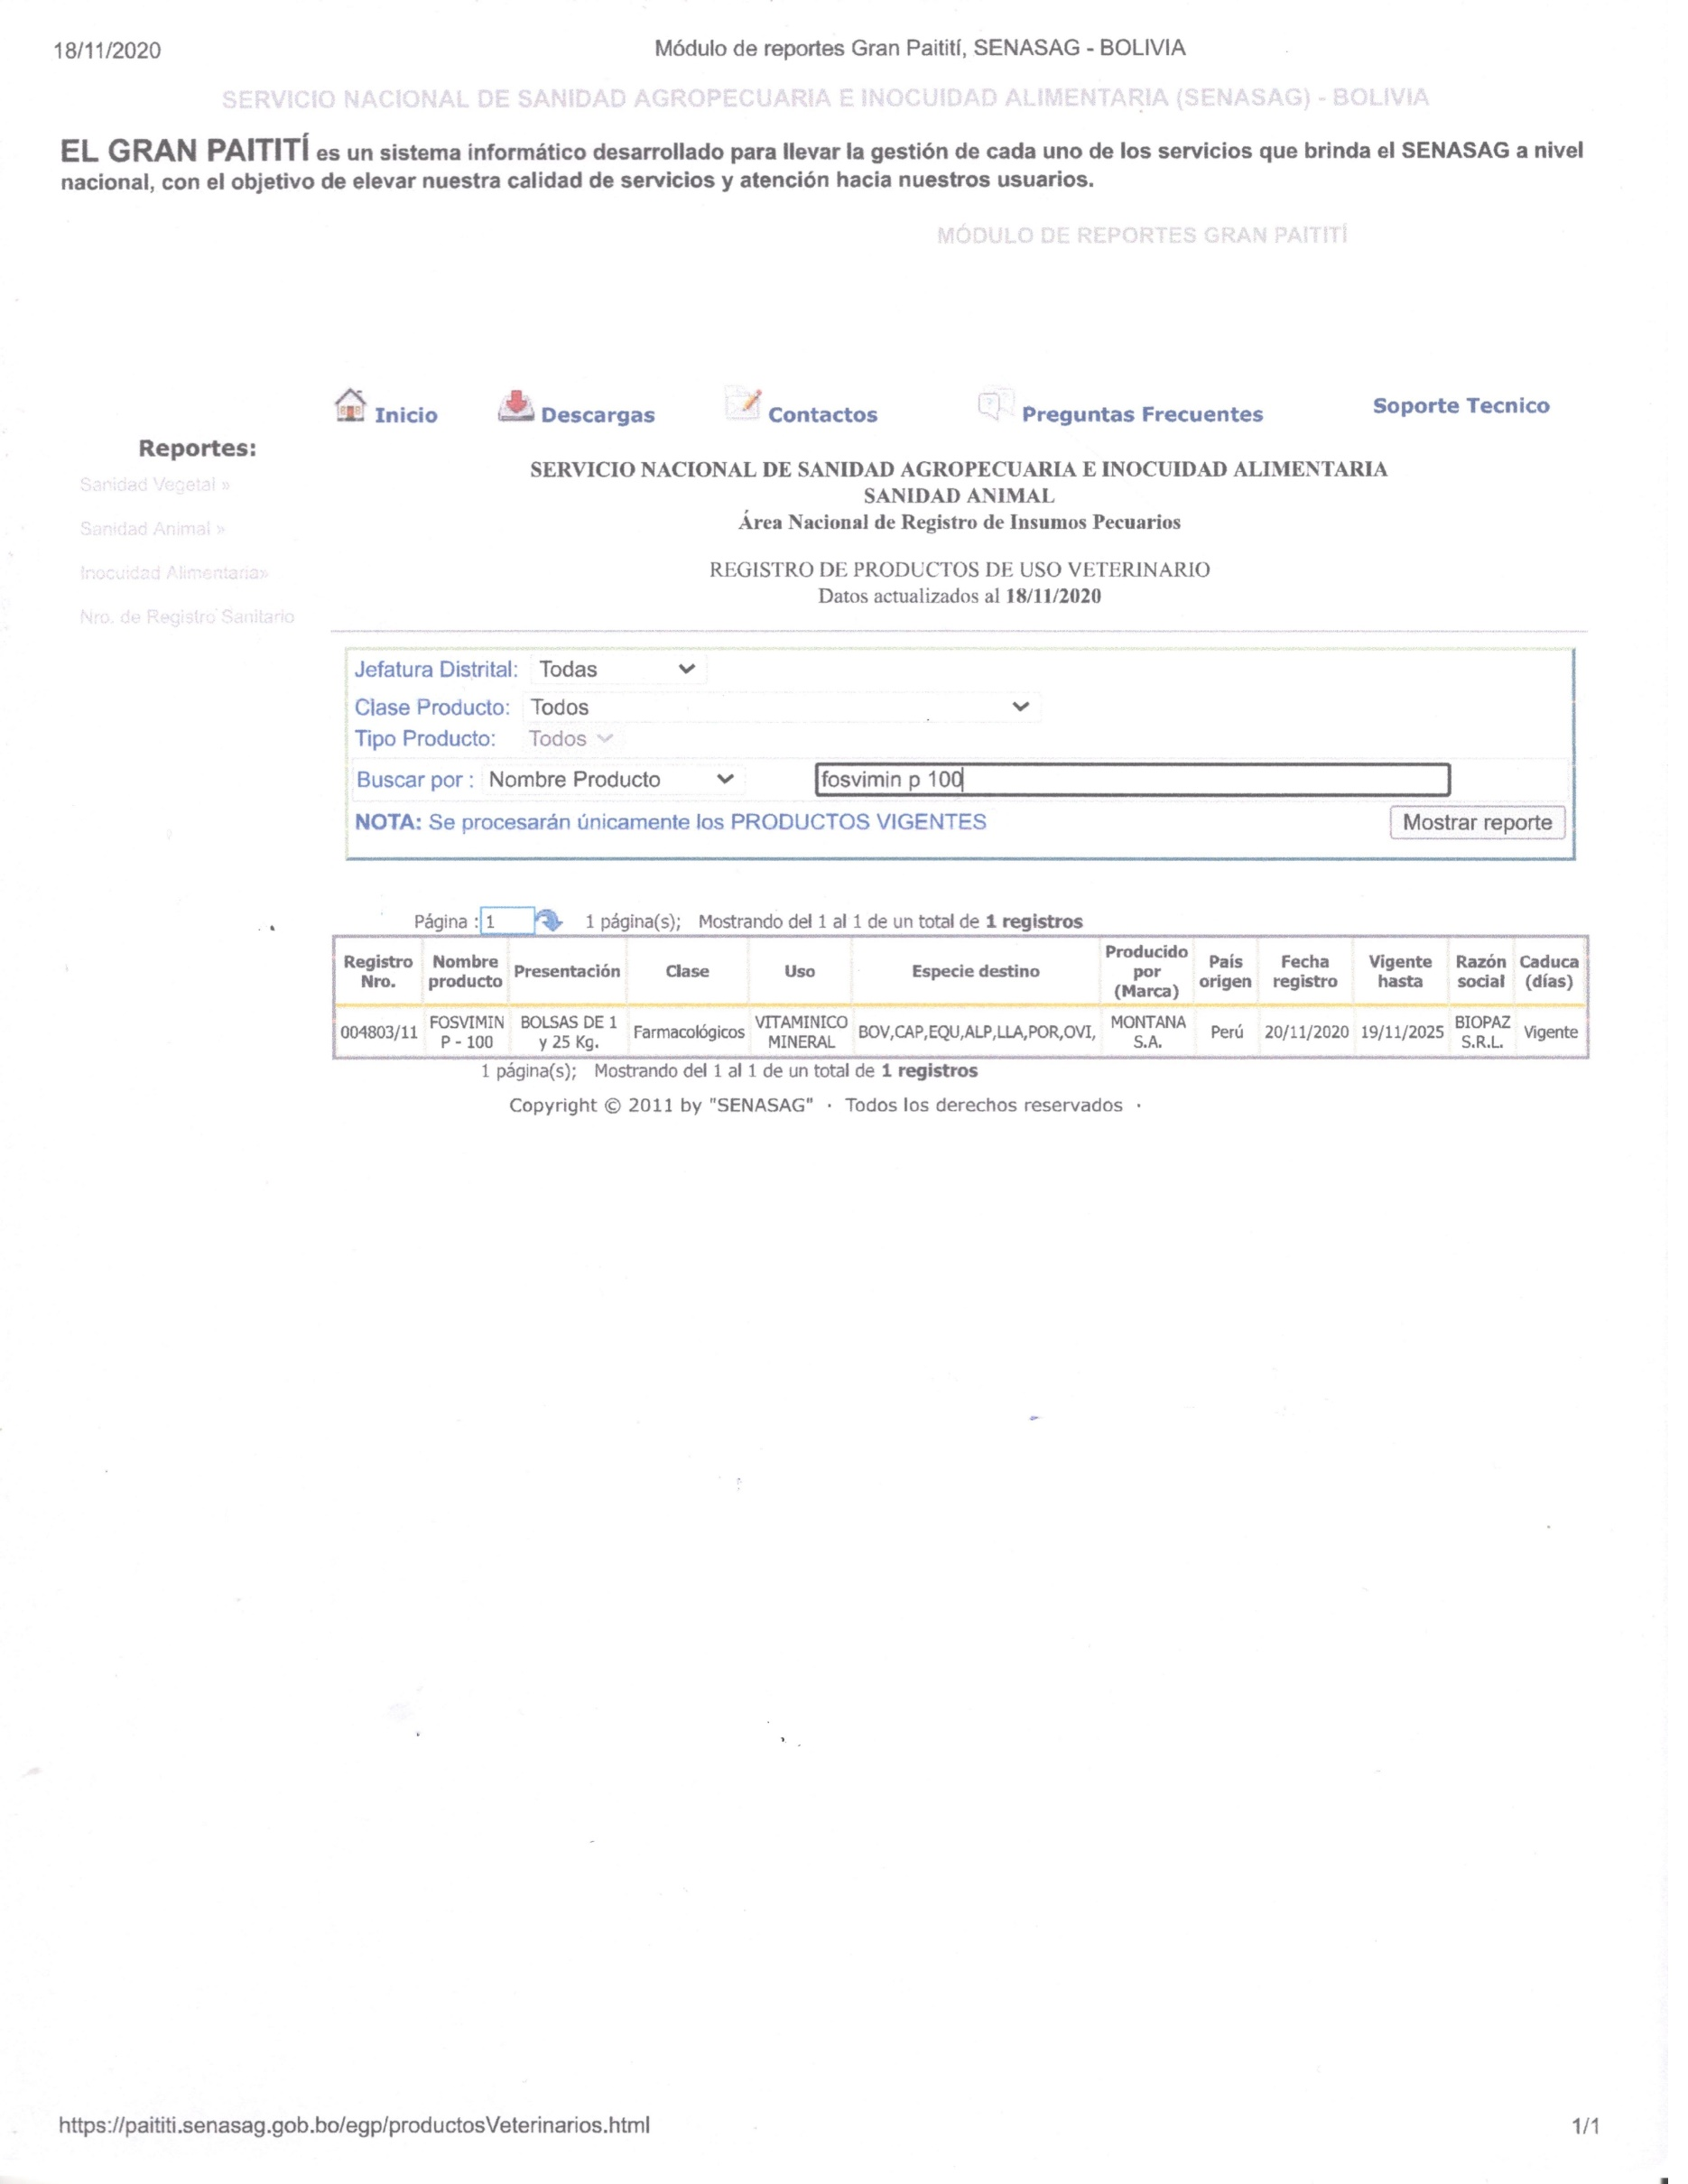 18/11/2020 Módulo de reportes Gran Paitití, SENASAG - BOLIVIA
SERVICIO NACIONAL DE SANIDAD AGROPECUARIA E INOCUIDAD ALIMENTARIA (SENASAG) - BOLIVIA
EL GRAN PAITITÍ es un sistema informático desarrollado para llevar la gestión de cada uno de los servicios que brinda el SENASAG a nivel
nacional, con el objetivo de elevar nuestra calidad de servicios y atención hacia nuestros usuarios.
MÓDULO DE REPORTES GRAN PAITITÍ
Inicio Descargas Contactos Preguntas Frecuentes Soporte Tecnico
Reportes:
Sanidad Vegetal »
Sanidad Animal »
Inocuidad Alimentaria»
Nro. de Registro Sanitario
SERVICIO NACIONAL DE SANIDAD AGROPECUARIA E INOCUIDAD ALIMENTARIA
SANIDAD ANIMAL
Área Nacional de Registro de Insumos Pecuarios
REGISTRO DE PRODUCTOS DE USO VETERINARIO
Datos actualizados al 18/11/2020
Jefatura Distrital: Todas
Clase Producto: Todos
Tipo Producto: Todos
Buscar por : Nombre Producto fosvimin p 100
NOTA: Se procesarán únicamente los PRODUCTOS VIGENTES Mostrar reporte
Página : 1 1 página(s); Mostrando del 1 al 1 de un total de 1 registros
Registro Nro. Nombre producto Presentación Clase Uso Especie destino Producido por (Marca) País origen Fecha registro Vigente hasta Razón social Caduca (días)
004803/11 FOSVIMIN P - 100 BOLSAS DE 1 y 25 Kg. Farmacológicos VITAMINICO MINERAL BOV,CAP,EQU,ALP,LLA,POR,OVI, MONTANA S.A. Perú 20/11/2020 19/11/2025 BIOPAZ S.R.L. Vigente
1 página(s); Mostrando del 1 al 1 de un total de 1 registros
Copyright © 2011 by "SENASAG" · Todos los derechos reservados ·
https://paititi.senasag.gob.bo/egp/productosVeterinarios.html 1/1